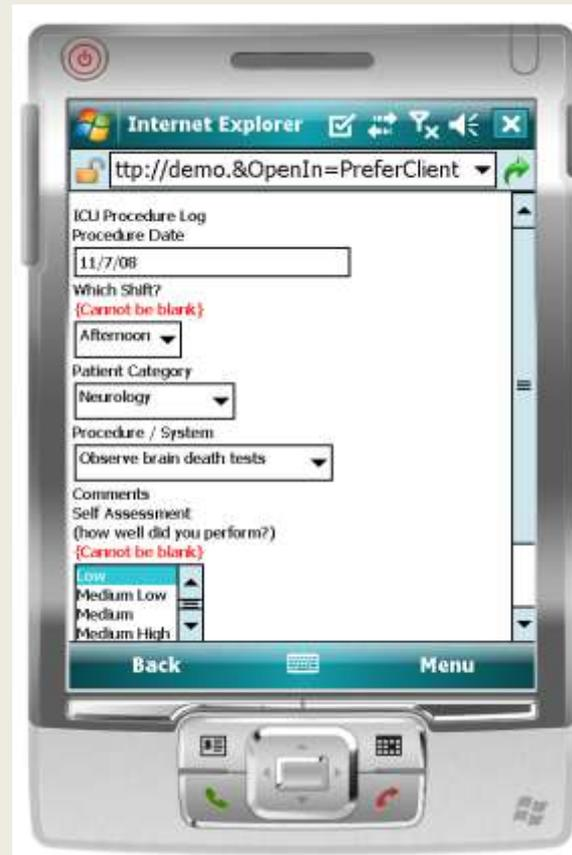 Internet Explorer
ttp://demo.&OpenIn=PreferClient
ICU Procedure Log
Procedure Date
11/7/08
Which Shift?
{Cannot be blank}
Afternoon
Patient Category
Neurology
Procedure / System
Observe brain death tests
Comments
Self Assessment
(how well did you perform?)
{Cannot be blank}
Low
Medium Low
Medium
Medium High
Back Menu